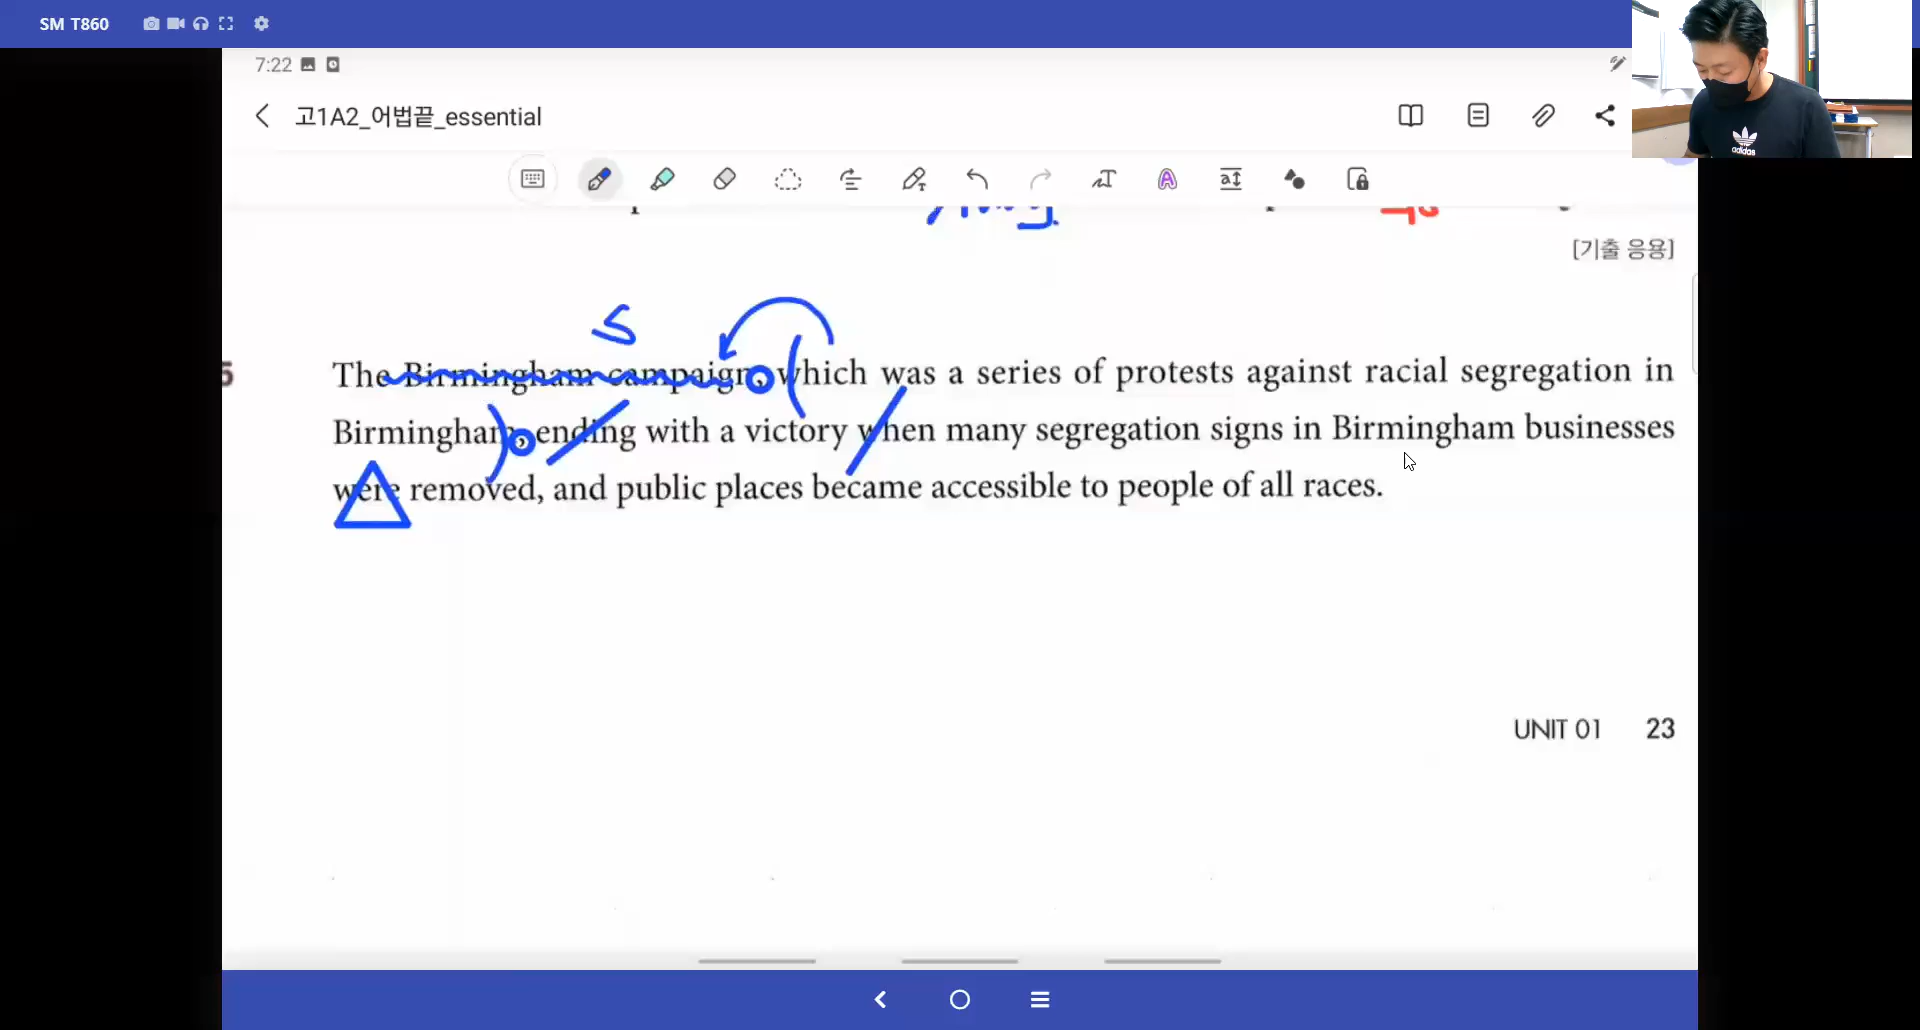 SM T860
7:22
고1A2_어법끝_essential
[기출 응용]
S
The Birmingham campaign, which was a series of protests against racial segregation in
Birmingham, ending with a victory when many segregation signs in Birmingham businesses
were removed, and public places became accessible to people of all races.
UNIT 01 23
adidas